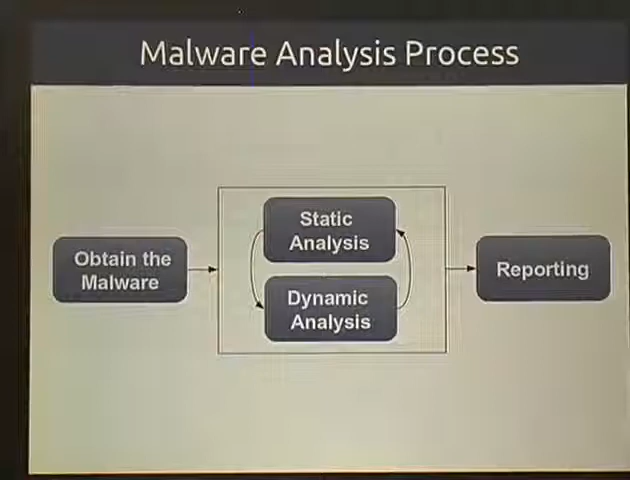 Malware Analysis Process
Obtain the
Malware
Static
Analysis
Dynamic
Analysis
Reporting